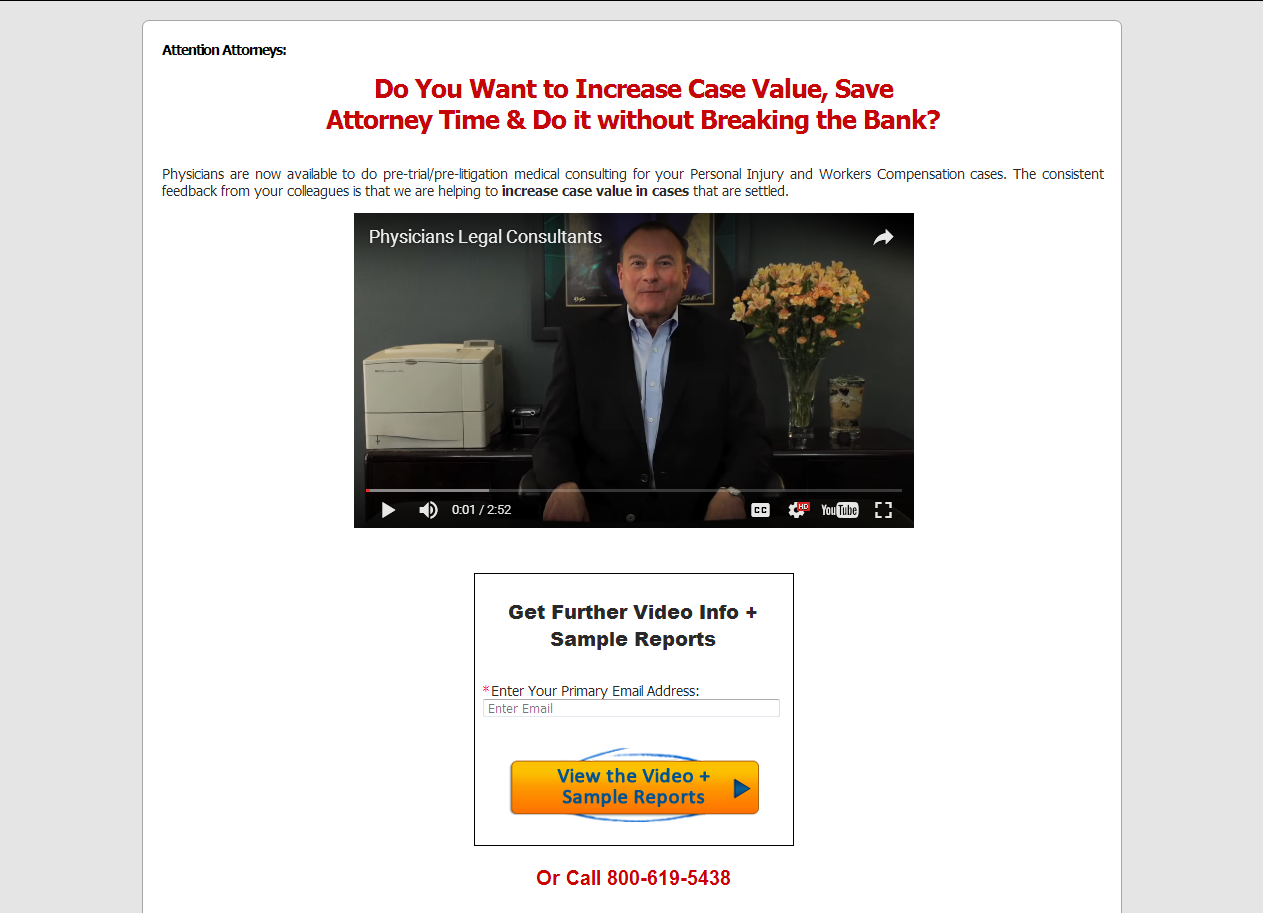 Attention Attorneys:
Do You Want to Increase Case Value, Save
Attorney Time & Do it without Breaking the Bank?
Physicians are now available to do pre-trial/pre-litigation medical consulting for your Personal Injury and Workers Compensation cases. The consistent
feedback from your colleagues is that we are helping to increase case value in cases that are settled.
Physicians Legal Consultants
0:01 / 2:52
CC
HD
YouTube
Get Further Video Info +
Sample Reports
*Enter Your Primary Email Address:
Enter Email
View the Video +
Sample Reports
Or Call 800-619-5438